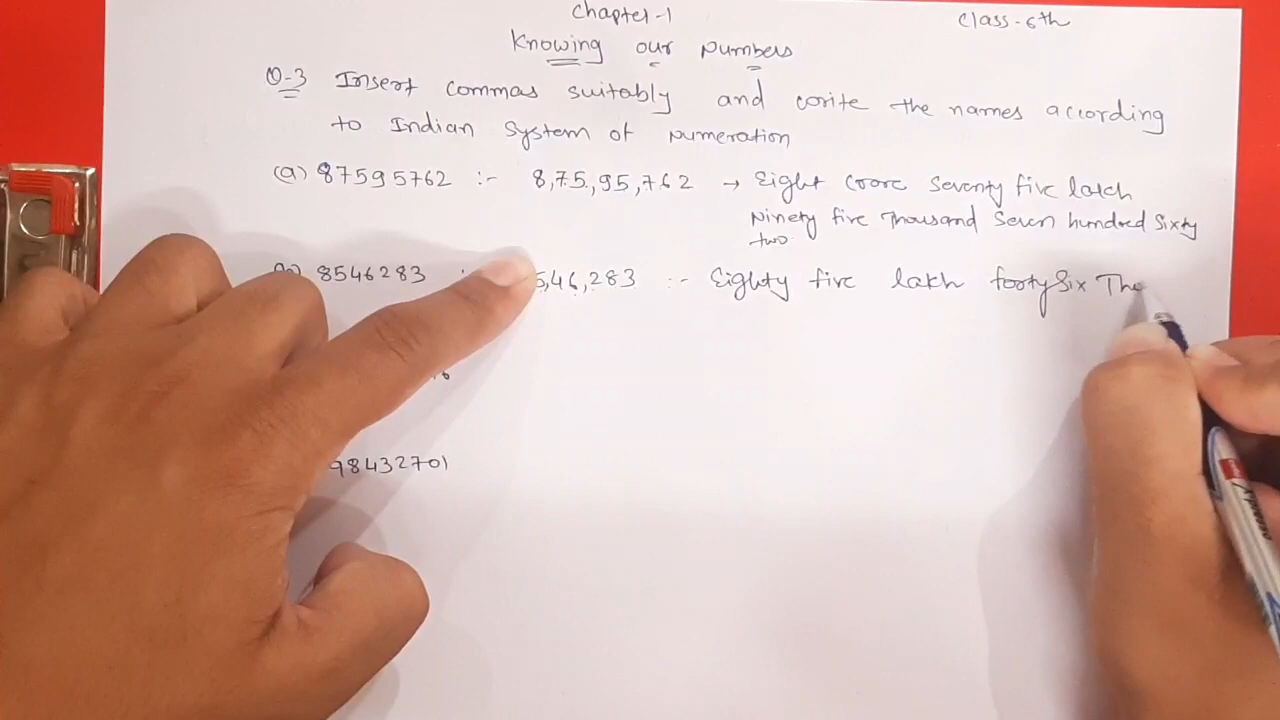 Chapter-1
Class-6th
Knowing our Numbers
Q-3 Insert commas suitably and write the names according
to Indian System of Numeration
(a) 87595762 :- 8,75,95,762 → Eight crore seventy five lakh
Ninety five Thousand Seven hundred Sixty
two.
8546283 5,46,283 :- Eighty five lakh forty Six Tho
98432701